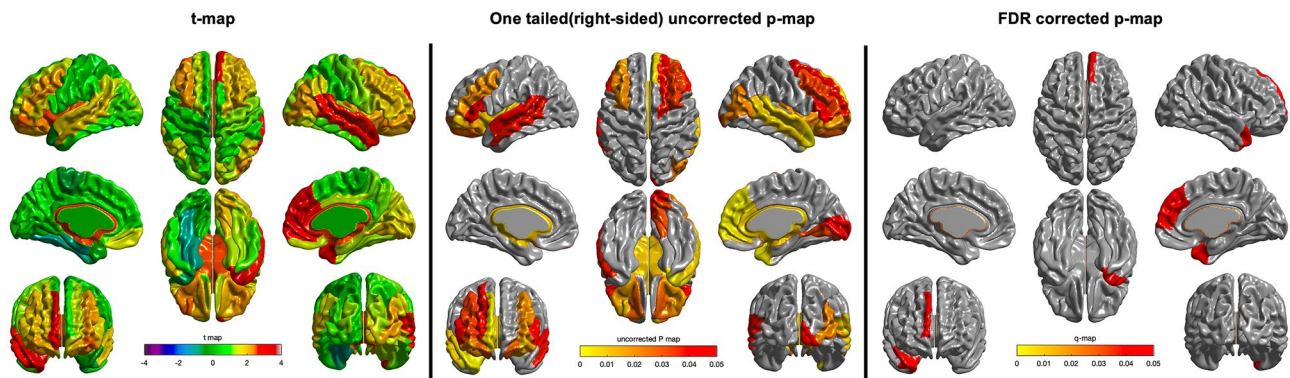 t-map
One tailed(right-sided) uncorrected p-map
FDR corrected p-map
t map
-4 -2 0 2 4
uncorrected P map
0 0.01 0.02 0.03 0.04 0.05
q-map
0 0.01 0.02 0.03 0.04 0.05